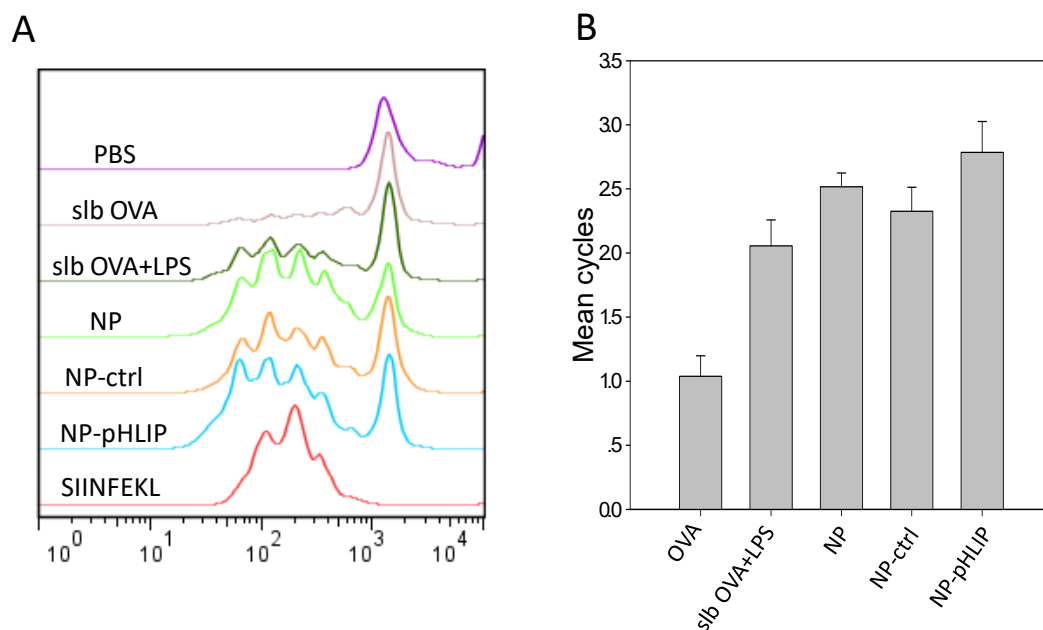 A
PBS
slb OVA
slb OVA+LPS
NP
NP-ctrl
NP-pHLIP
SIINFEKL
10^0 10^1 10^2 10^3 10^4
B
Mean cycles
3.5
3.0
2.5
2.0
1.5
1.0
.5
0.0
OVA
slb OVA+LPS
NP
NP-ctrl
NP-pHLIP